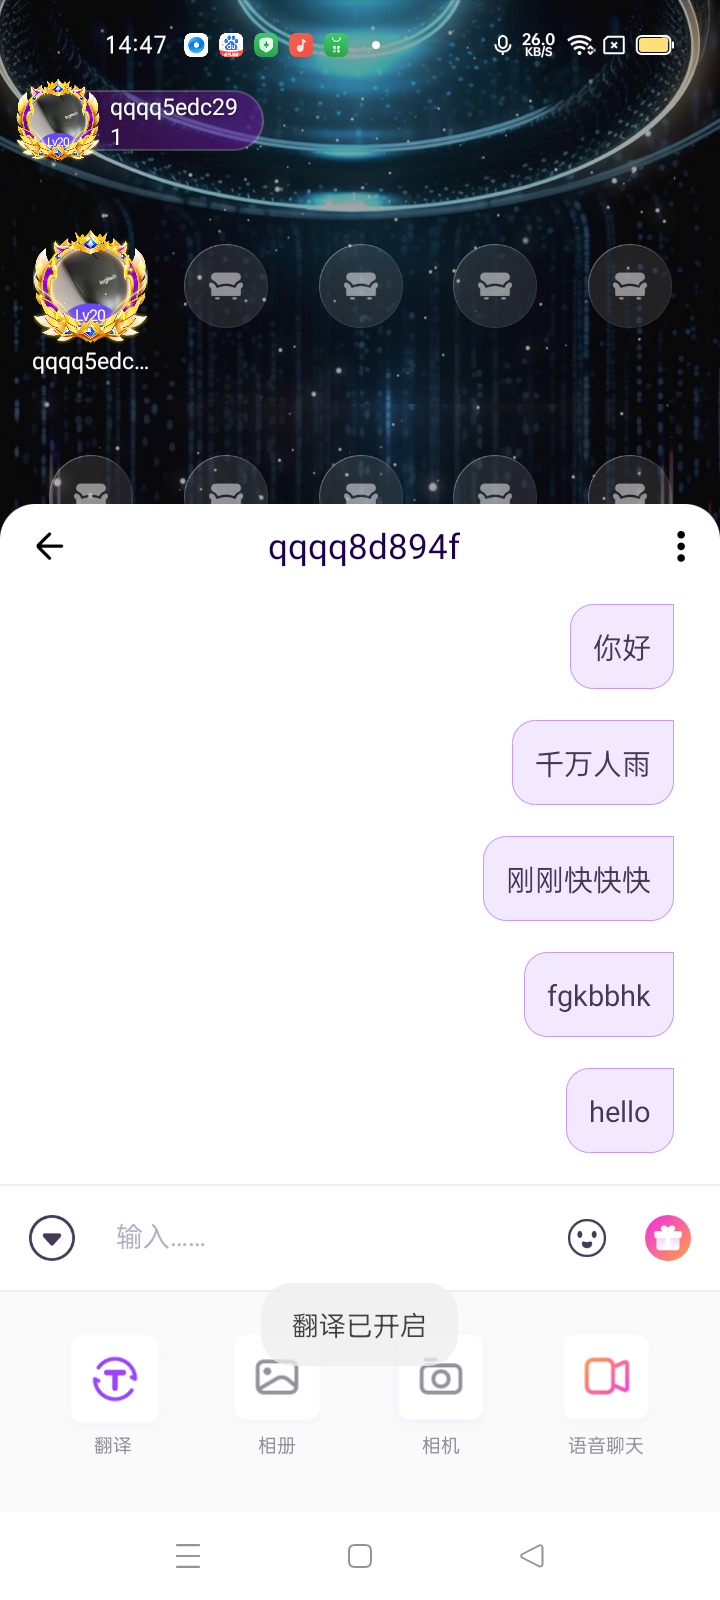 14:47
26.0
KB/S
qqqq5edc29
1
Lv20
Lv20
qqqq5edc...
qqqq8d894f
你好
千万人雨
刚刚快快快
fgkbbhk
hello
输入......
翻译已开启
翻译
相册
相机
语音聊天